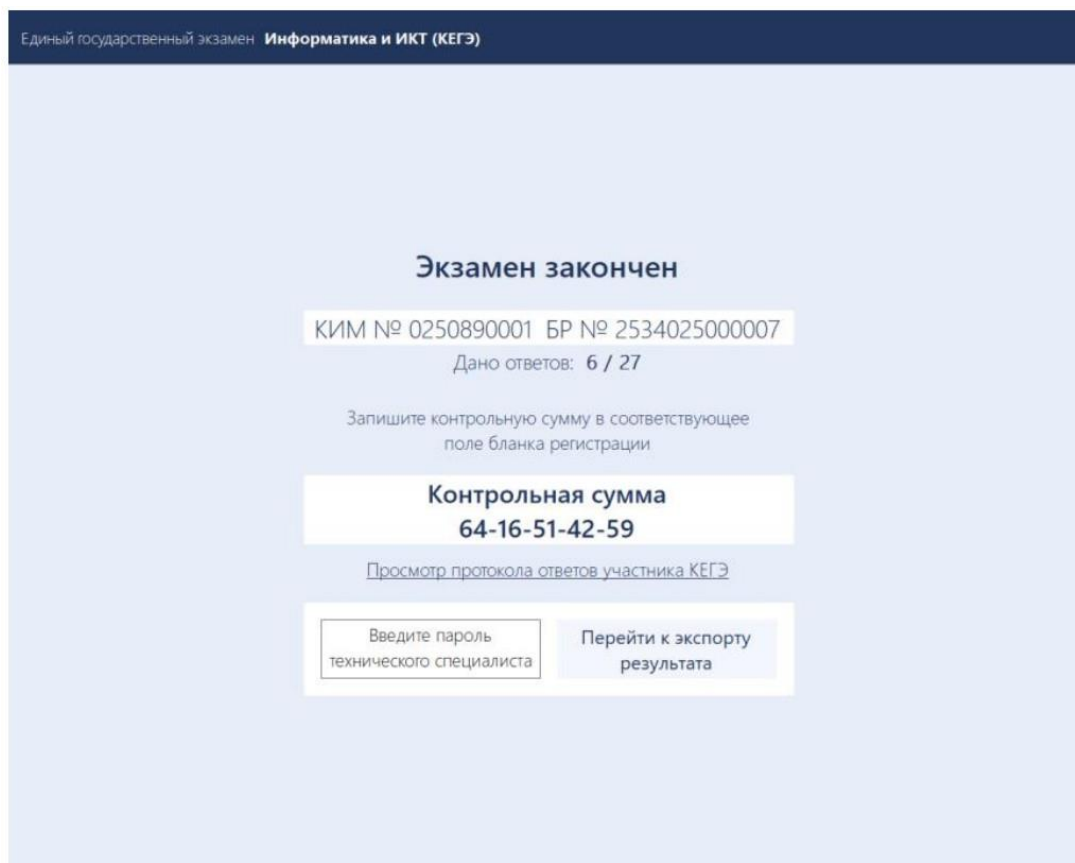 Единый государственный экзамен Информатика и ИКТ (КЕГЭ)
Экзамен закончен
КИМ № 0250890001 БР № 2534025000007
Дано ответов: 6 / 27
Запишите контрольную сумму в соответствующее
поле бланка регистрации
Контрольная сумма
64-16-51-42-59
Просмотр протокола ответов участника КЕГЭ
Введите пароль
технического специалиста
Перейти к экспорту
результата